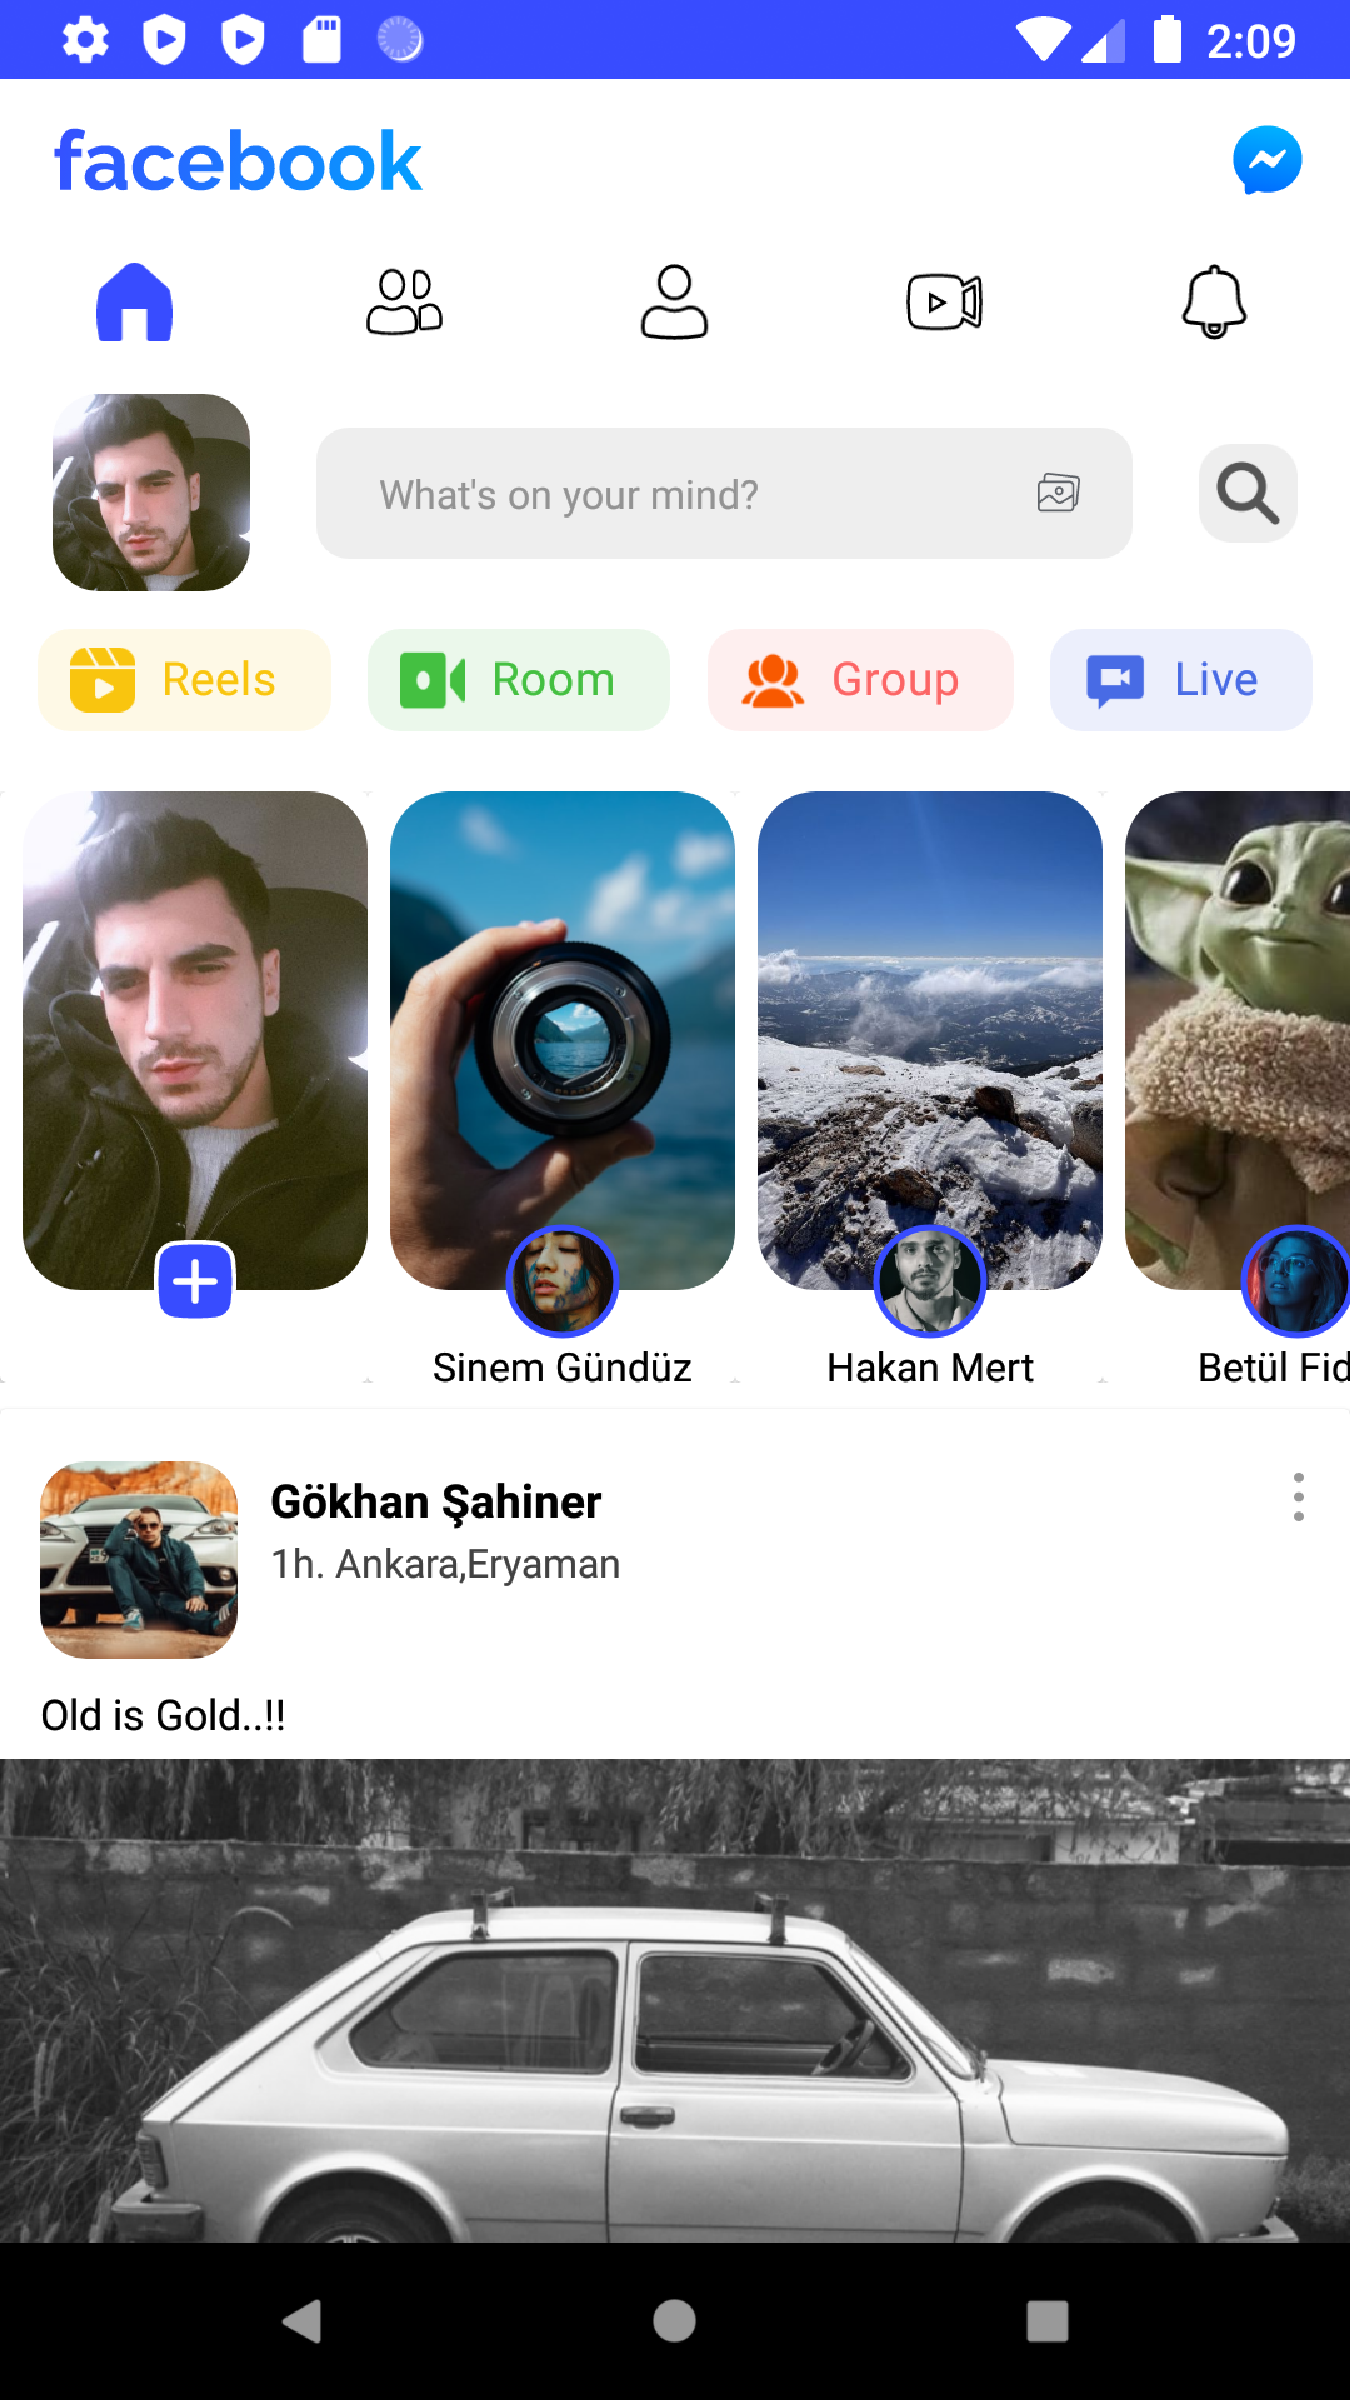 2:09
facebook
What's on your mind?
Reels
Room
Group
Live
Sinem Gündüz
Hakan Mert
Betül Fid
Gökhan Şahiner
1h. Ankara,Eryaman
Old is Gold..!!